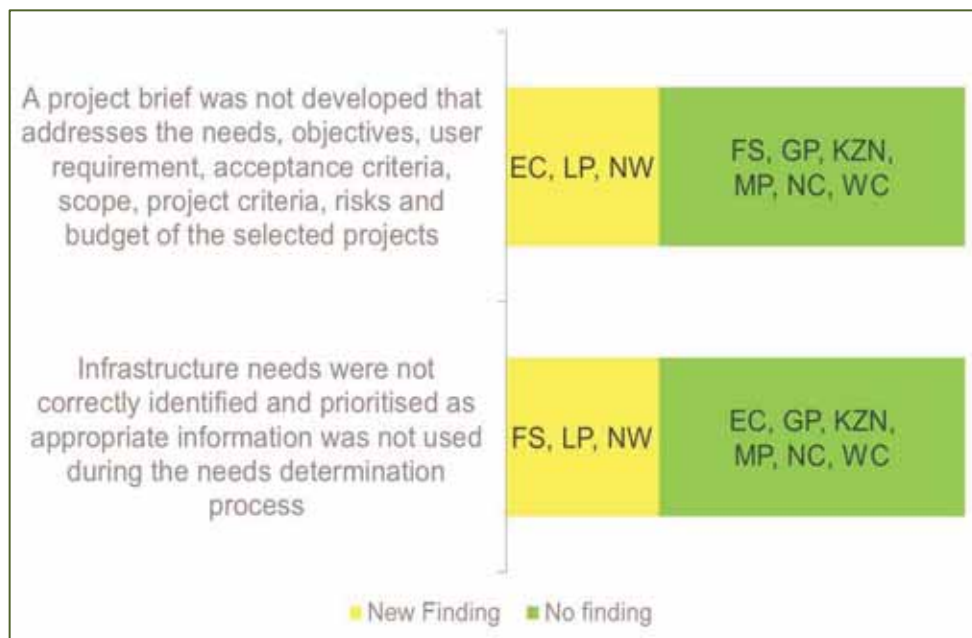 A project brief was not developed that
addresses the needs, objectives, user
requirement, acceptance criteria,
scope, project criteria, risks and
budget of the selected projects
EC, LP, NW
FS, GP, KZN,
MP, NC, WC
Infrastructure needs were not
correctly identified and prioritised as
appropriate information was not used
during the needs determination
process
FS, LP, NW
EC, GP, KZN,
MP, NC, WC
New Finding
No finding